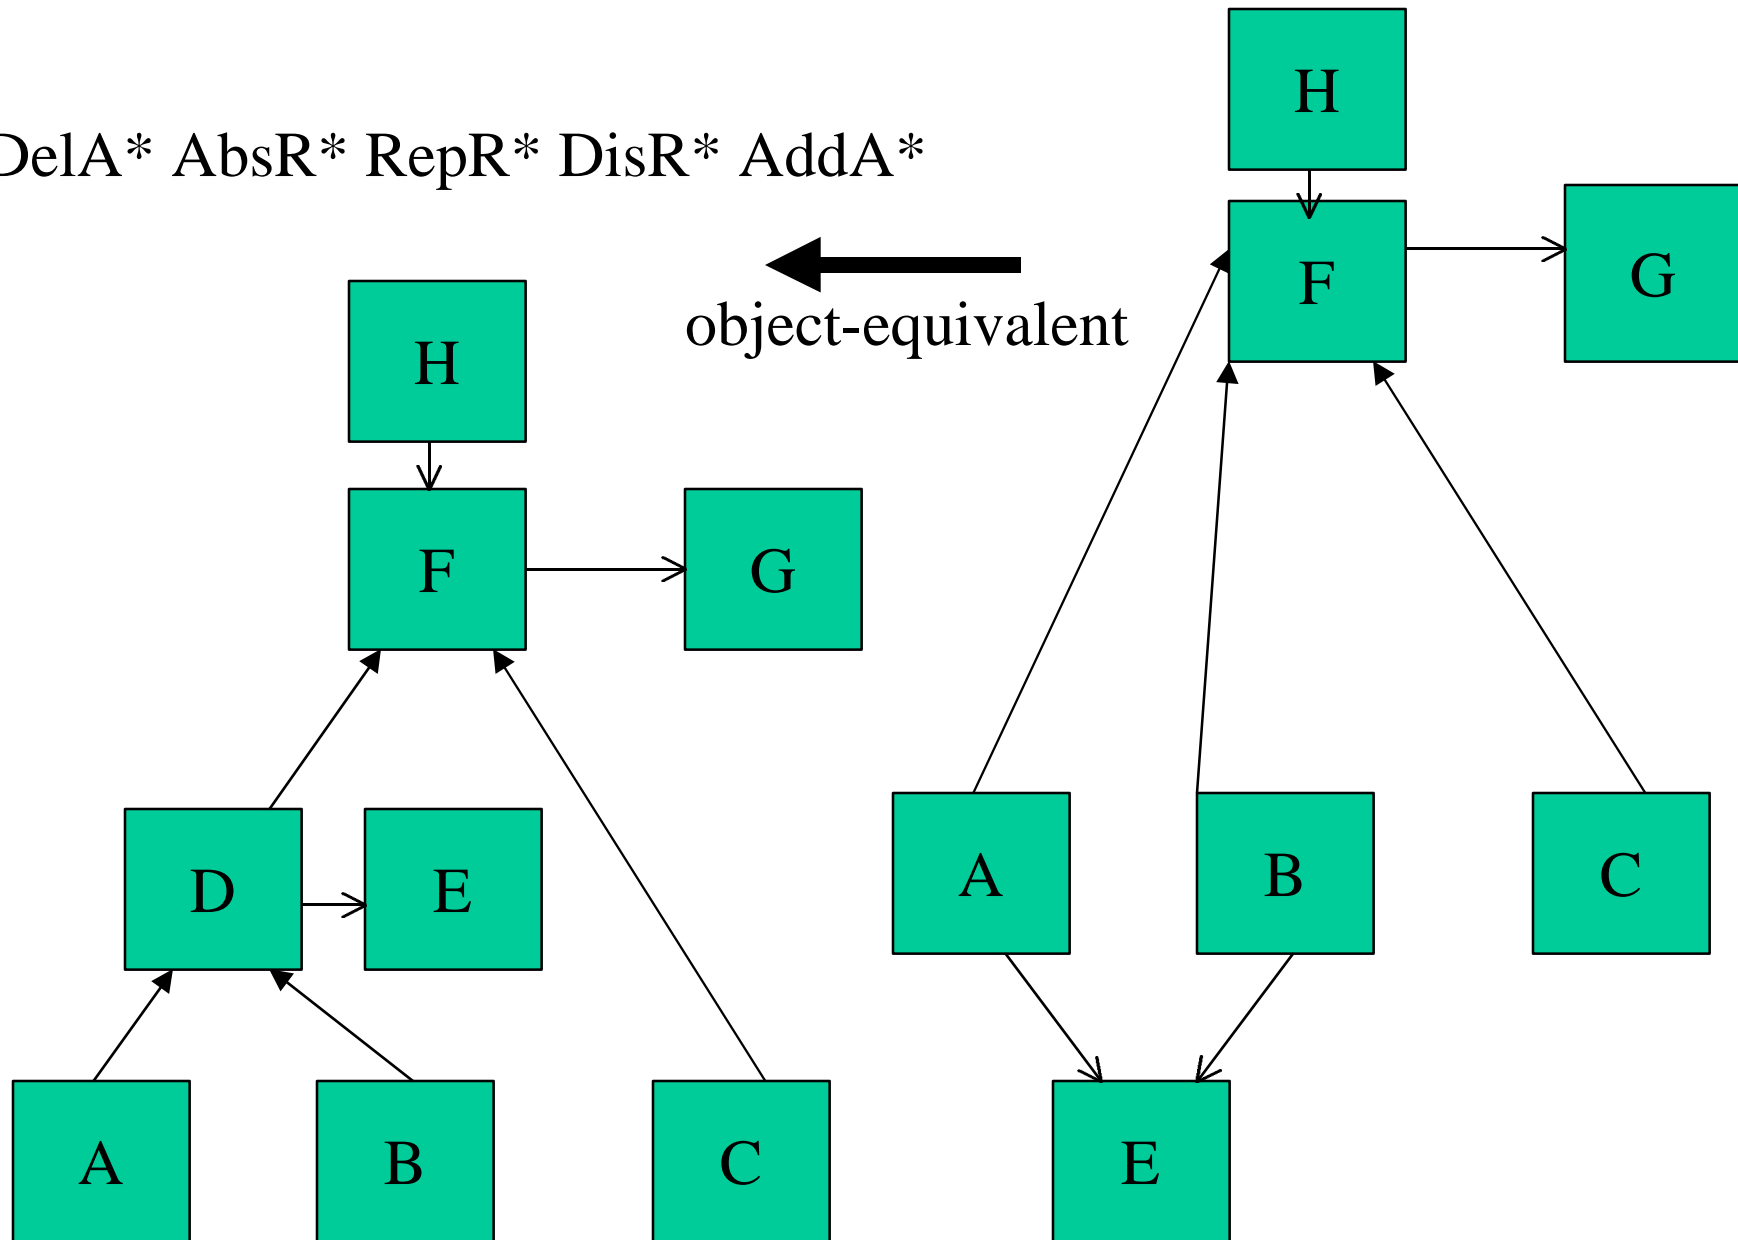 H
DelA* AbsR* RepR* DisR* AddA*
F
G
object-equivalent
H
F
G
D
E
A
B
C
A
B
C
E